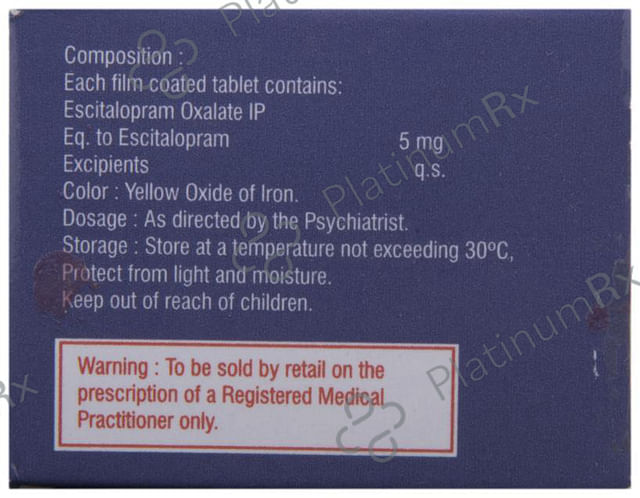 Composition :
Each film coated tablet contains:
Escitalopram Oxalate IP
Eq. to Escitalopram 5 mg
Excipients q.s.
Color : Yellow Oxide of Iron.
Dosage : As directed by the Psychiatrist.
Storage : Store at a temperature not exceeding 30ºC,
Protect from light and moisture.
Keep out of reach of children.
Warning : To be sold by retail on the
prescription of a Registered Medical
Practitioner only.
PlatinumRx
PlatinumRx